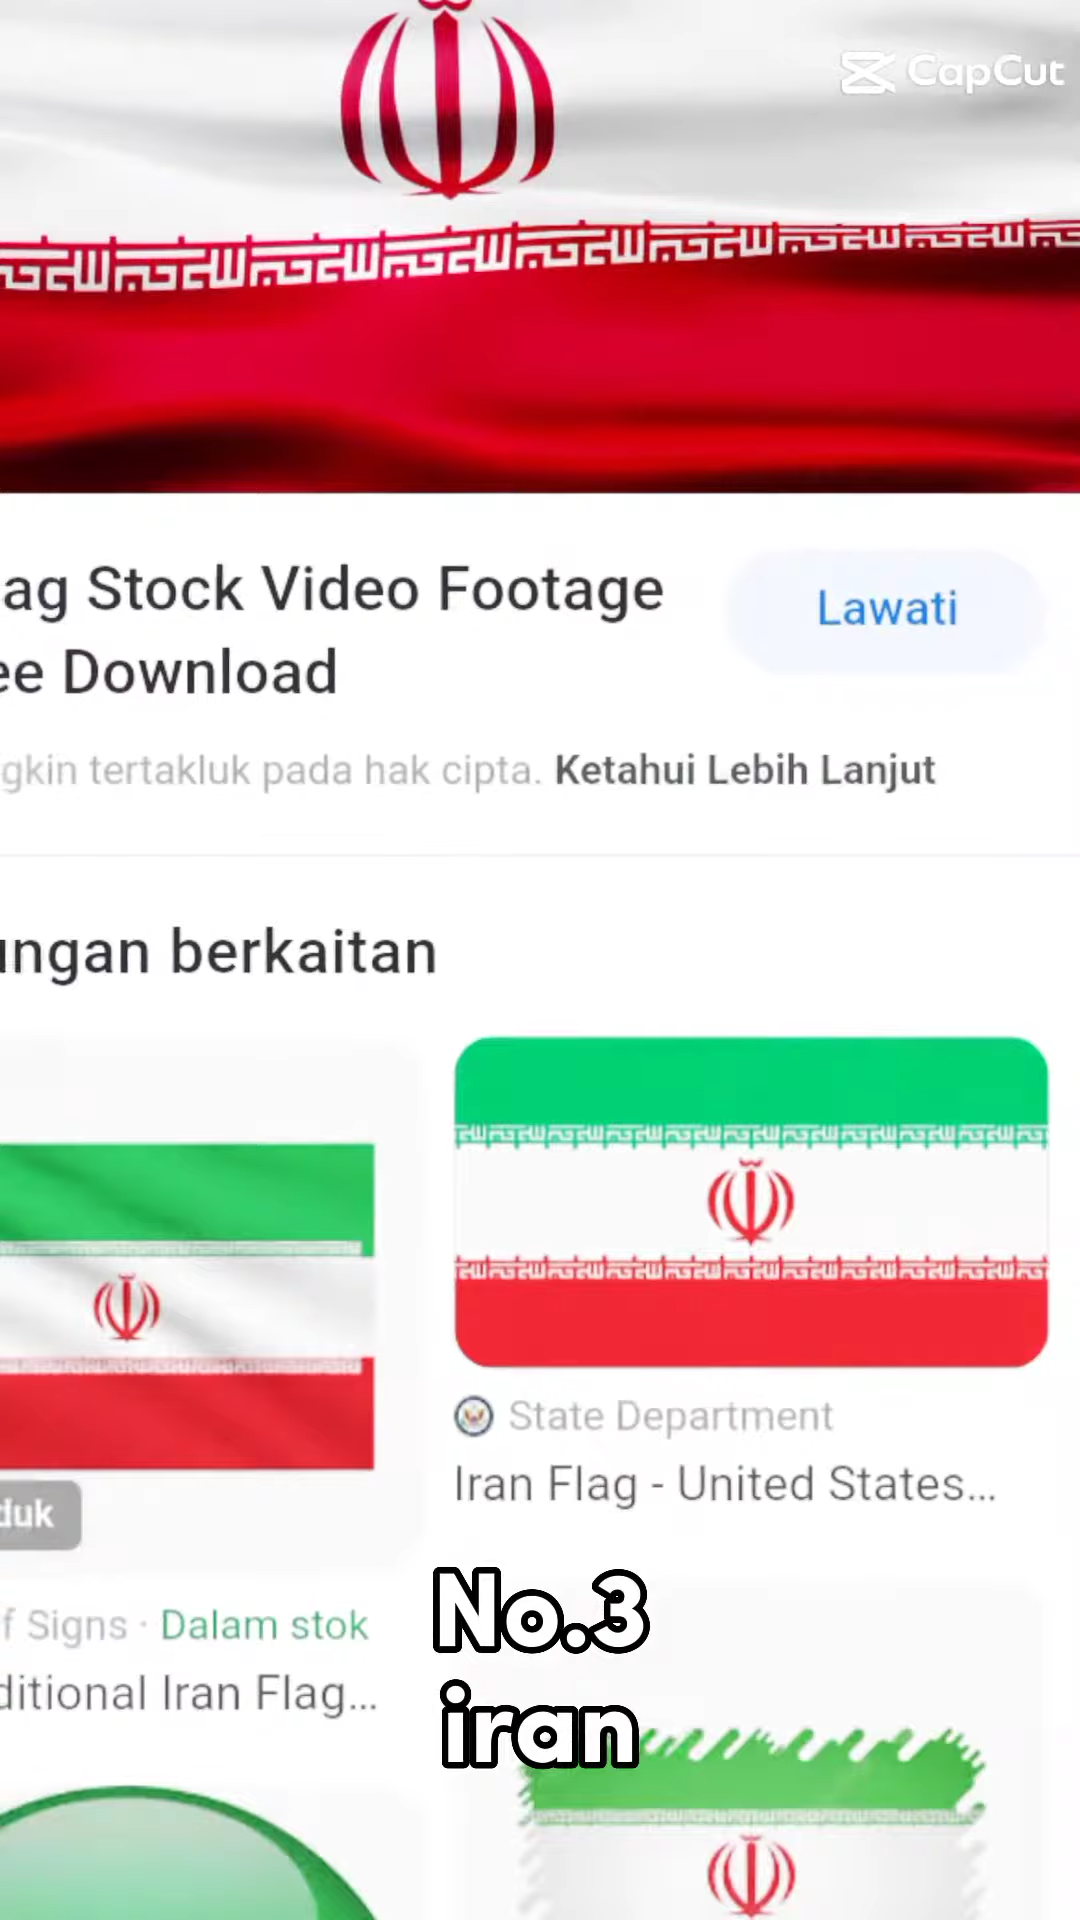 CapCut
ag Stock Video Footage
Lawati
ee Download
gkin tertakluk pada hak cipta. Ketahui Lebih Lanjut
ungan berkaitan
State Department
Iran Flag - United States...
duk
f Signs · Dalam stok
ditional Iran Flag...
No.3
iran